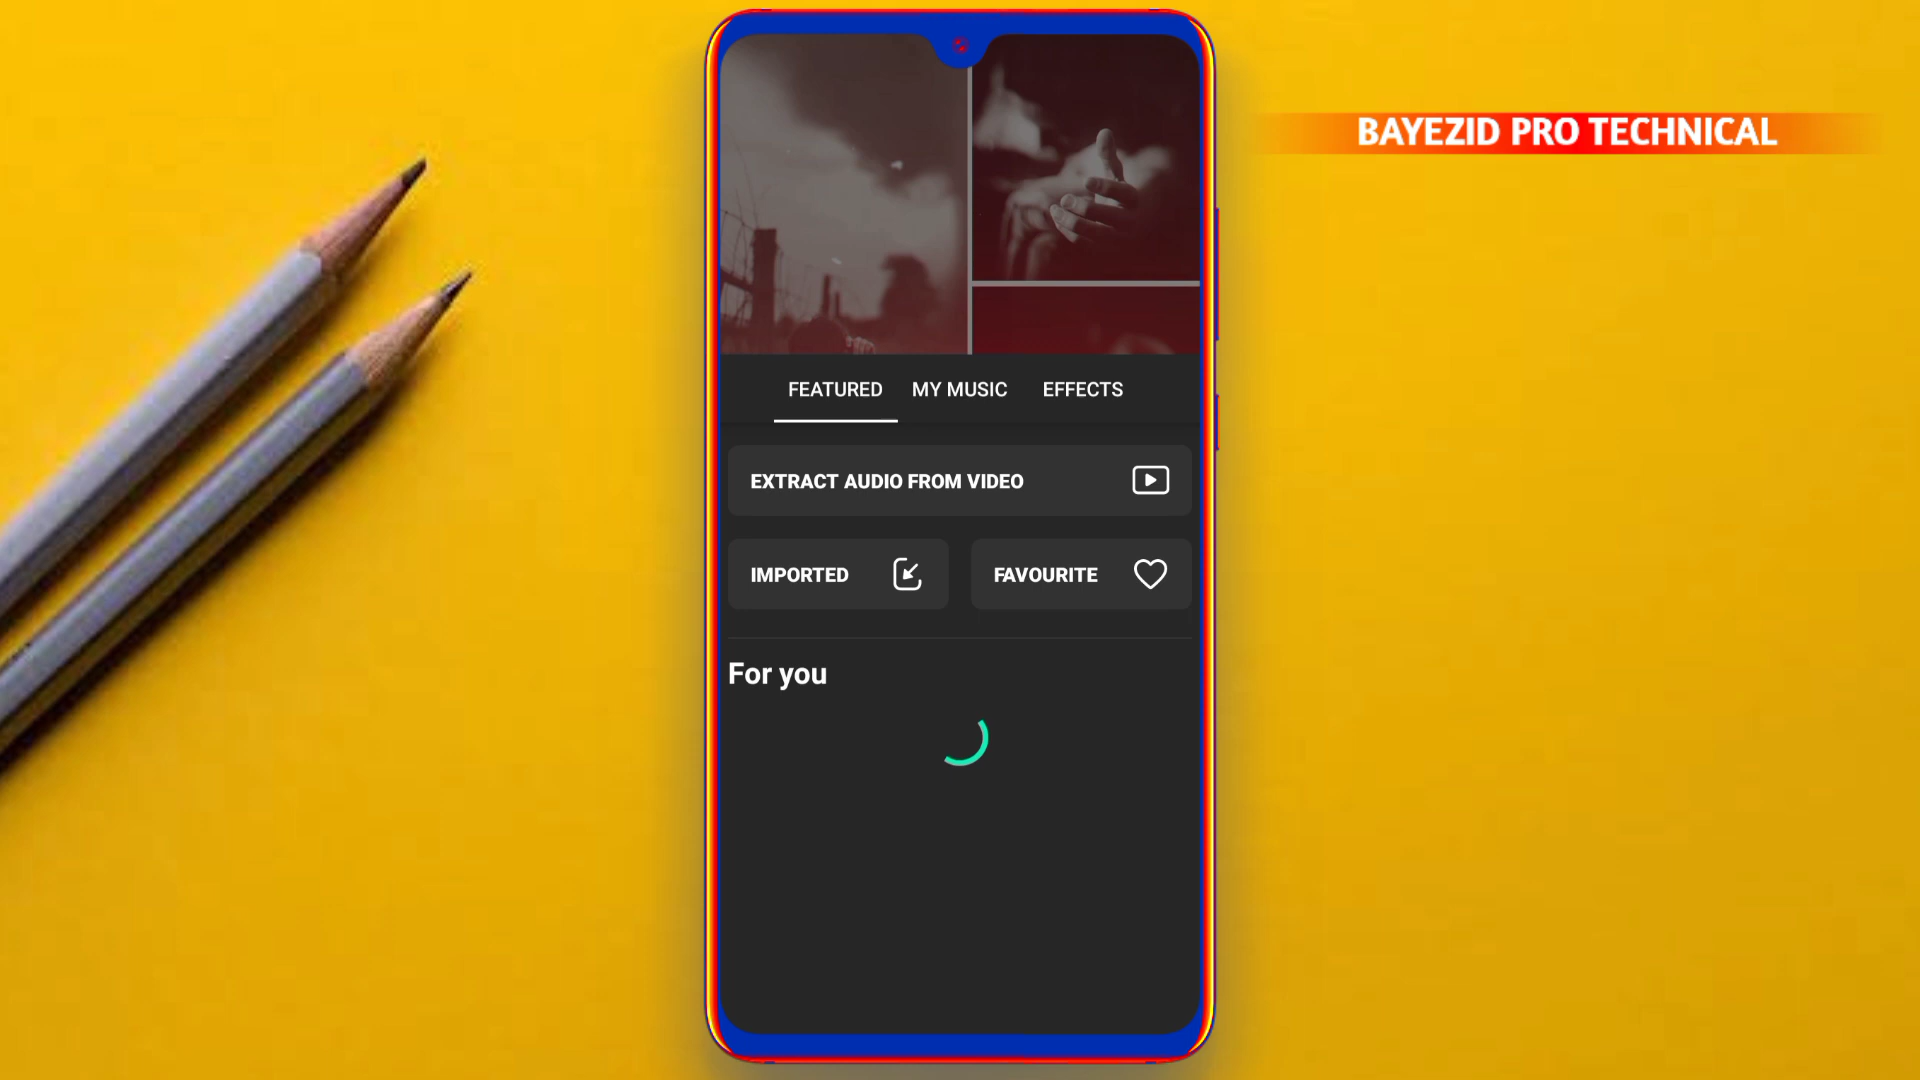 BAYEZID PRO TECHNICAL
FEATURED MY MUSIC EFFECTS
EXTRACT AUDIO FROM VIDEO
IMPORTED FAVOURITE
For you